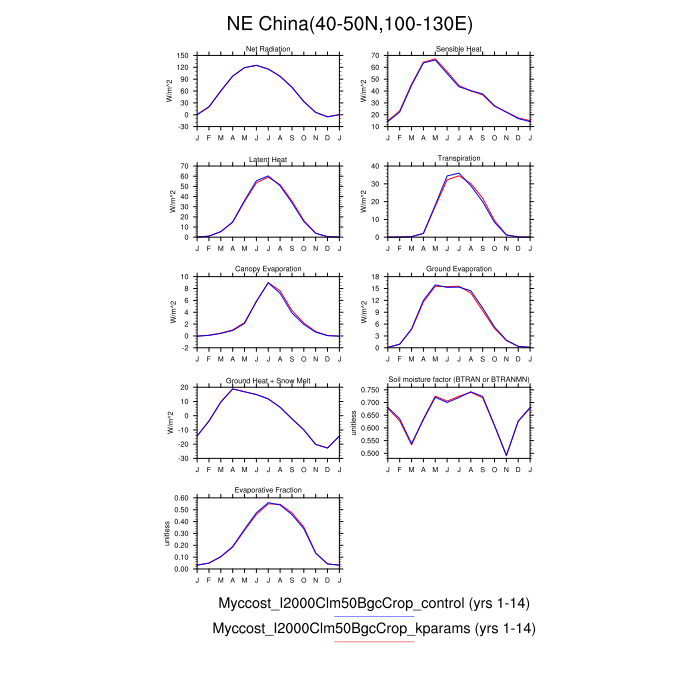 NE China(40-50N,100-130E)
Net Radiation
W/m^2
150
120
90
60
30
0
-30
J F M A M J J A S O N D J
Sensible Heat
W/m^2
70
60
50
40
30
20
10
J F M A M J J A S O N D J
Latent Heat
W/m^2
70
60
50
40
30
20
10
0
J F M A M J J A S O N D J
Transpiration
W/m^2
40
30
20
10
0
J F M A M J J A S O N D J
Canopy Evaporation
W/m^2
10
8
6
4
2
0
-2
J F M A M J J A S O N D J
Ground Evaporation
W/m^2
18
15
12
9
6
3
0
J F M A M J J A S O N D J
Ground Heat + Snow Melt
W/m^2
20
10
0
-10
-20
-30
J F M A M J J A S O N D J
Soil moisture factor (BTRAN or BTRANMN)
unitless
0.750
0.700
0.650
0.600
0.550
0.500
J F M A M J J A S O N D J
Evaporative Fraction
unitless
0.60
0.50
0.40
0.30
0.20
0.10
0.00
J F M A M J J A S O N D J
Myccost_I2000Clm50BgcCrop_control (yrs 1-14)
Myccost_I2000Clm50BgcCrop_kparams (yrs 1-14)